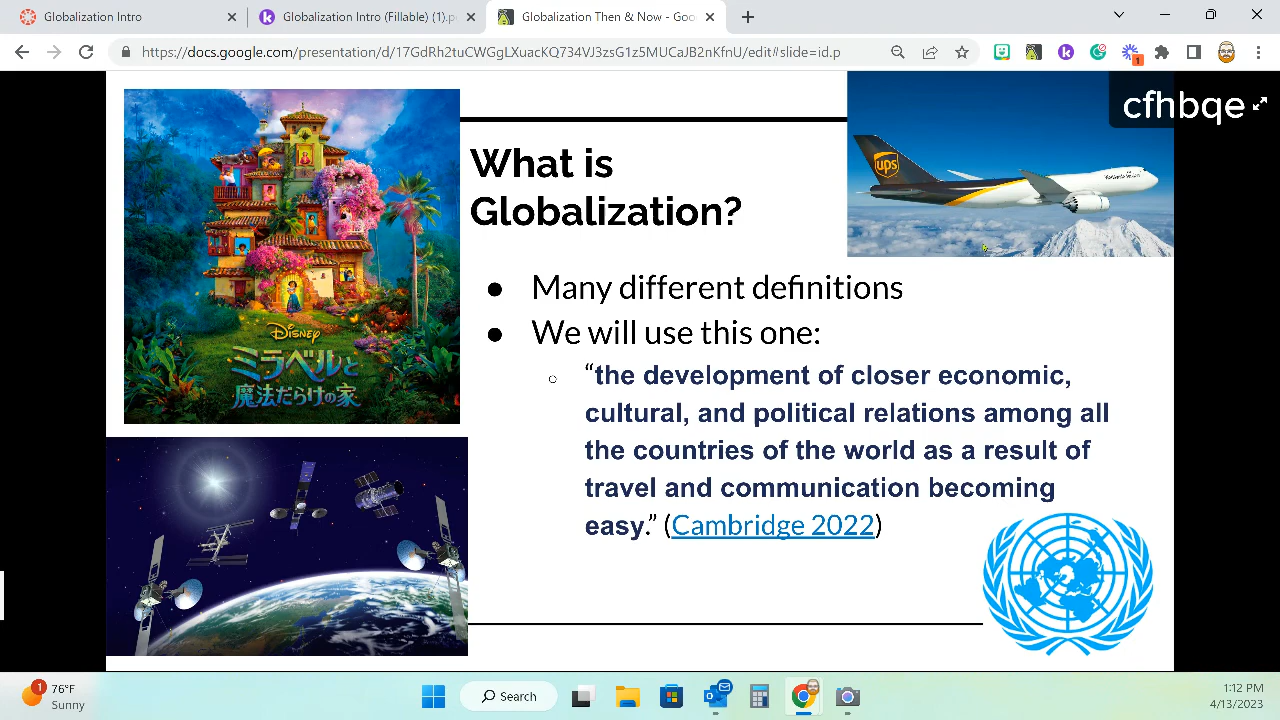 Globalization Intro
Globalization Intro (Fillable) (1).p
Globalization Then & Now - Goo
https://docs.google.com/presentation/d/17GdRh2tuCWGgLXuacKQ734VJ3zsG1z5MUCaJB2nKfnU/edit#slide=id.p
1
cfhbqe
ups
What is
Globalization?
● Many different definitions
● We will use this one:
○ “the development of closer economic,
cultural, and political relations among all
the countries of the world as a result of
travel and communication becoming
easy.” (Cambridge 2022)
Disney
ミラベルと
魔法だらけの家
1
76°F
Sunny
Search
1:12 PM
4/13/2023